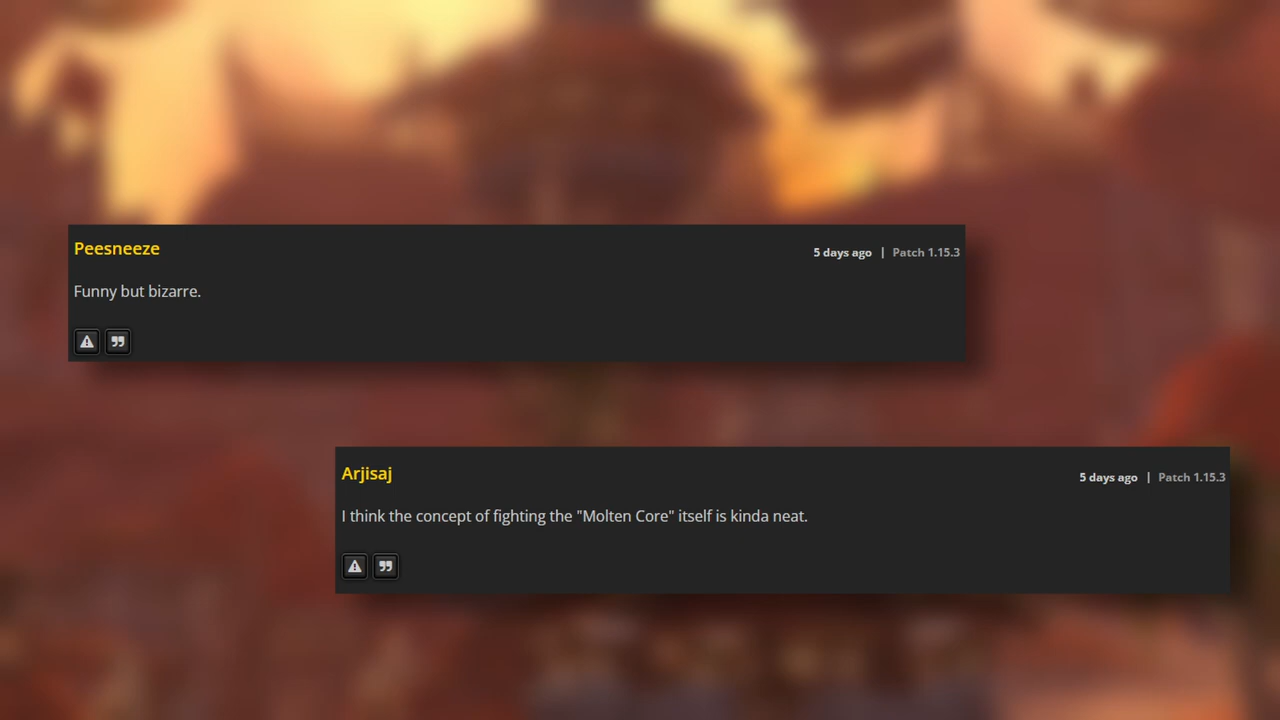 Peesneeze
5 days ago | Patch 1.15.3
Funny but bizarre.
Arjisaj
5 days ago | Patch 1.15.3
I think the concept of fighting the "Molten Core" itself is kinda neat.